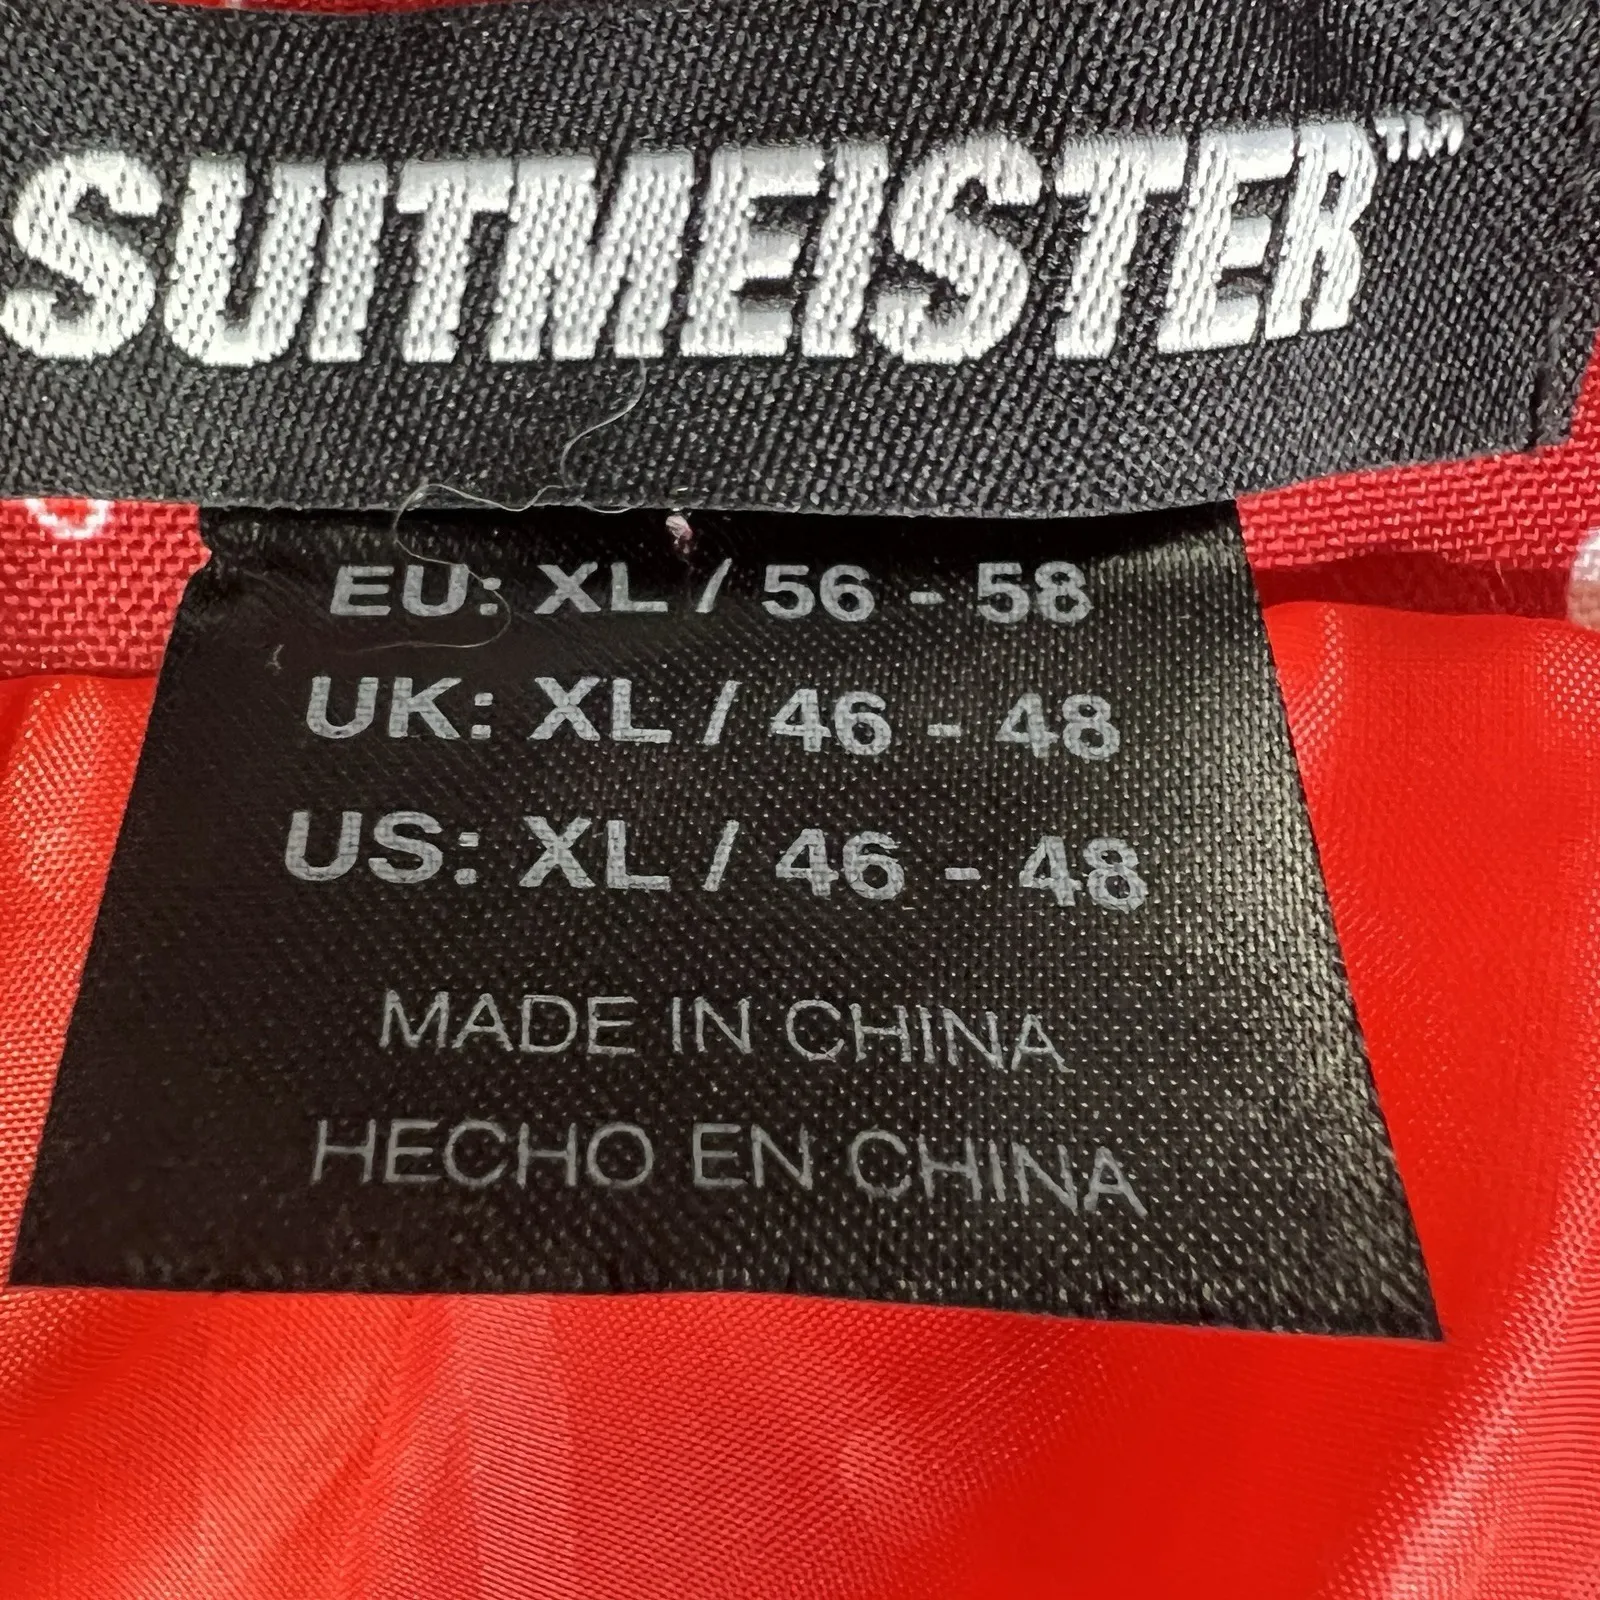 SUITMEISTER™
EU: XL / 56 - 58
UK: XL / 46 - 48
US: XL / 46 - 48
MADE IN CHINA
HECHO EN CHINA